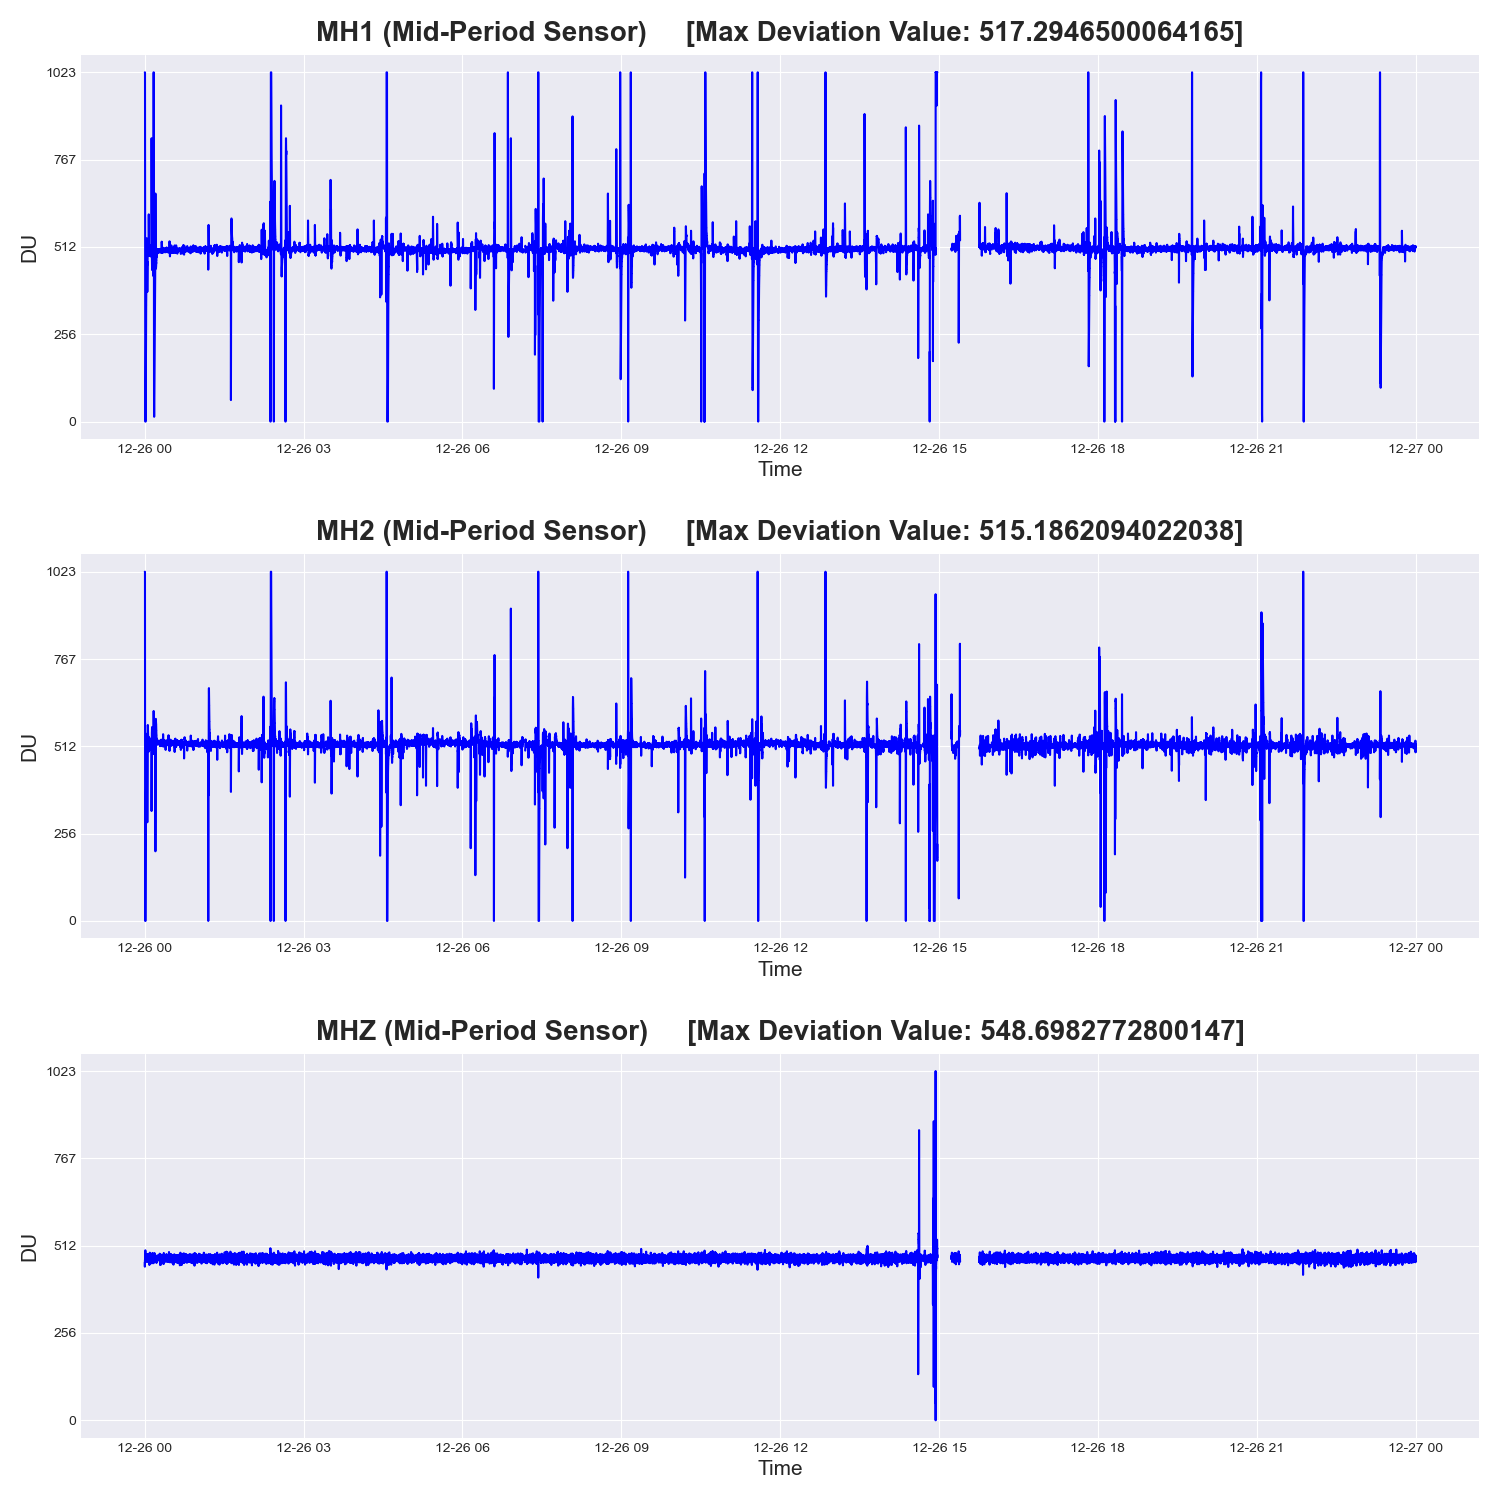 MH1 (Mid-Period Sensor)     [Max Deviation Value: 517.2946500064165]
1023
767
512
256
0
DU
12-26 00 12-26 03 12-26 06 12-26 09 12-26 12 12-26 15 12-26 18 12-26 21 12-27 00
Time
MH2 (Mid-Period Sensor)     [Max Deviation Value: 515.1862094022038]
1023
767
512
256
0
DU
12-26 00 12-26 03 12-26 06 12-26 09 12-26 12 12-26 15 12-26 18 12-26 21 12-27 00
Time
MHZ (Mid-Period Sensor)     [Max Deviation Value: 548.6982772800147]
1023
767
512
256
0
DU
12-26 00 12-26 03 12-26 06 12-26 09 12-26 12 12-26 15 12-26 18 12-26 21 12-27 00
Time